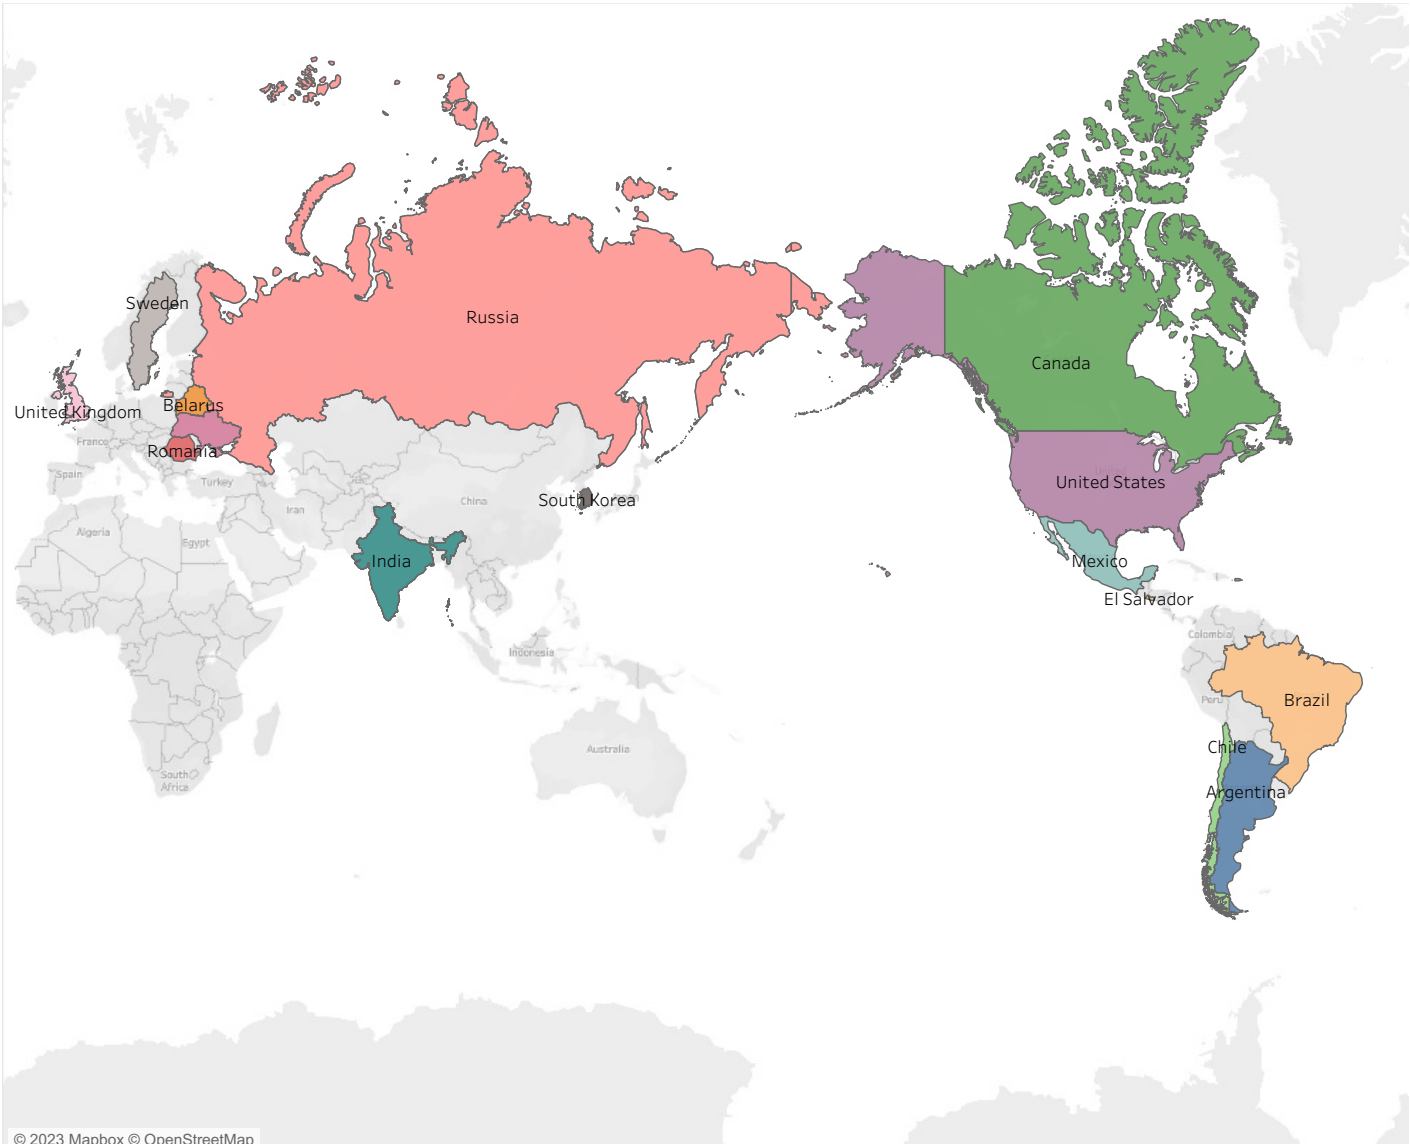 Sweden
Russia
Canada
United Kingdom
Belarus
France
Romania
Spain
Turkey
United States
China
South Korea
Iran
Algeria
Egypt
India
Mexico
El Salvador
Colombia
Indonesia
Peru
Brazil
Australia
Chile
South
Africa
Argentina
© 2023 Mapbox © OpenStreetMap